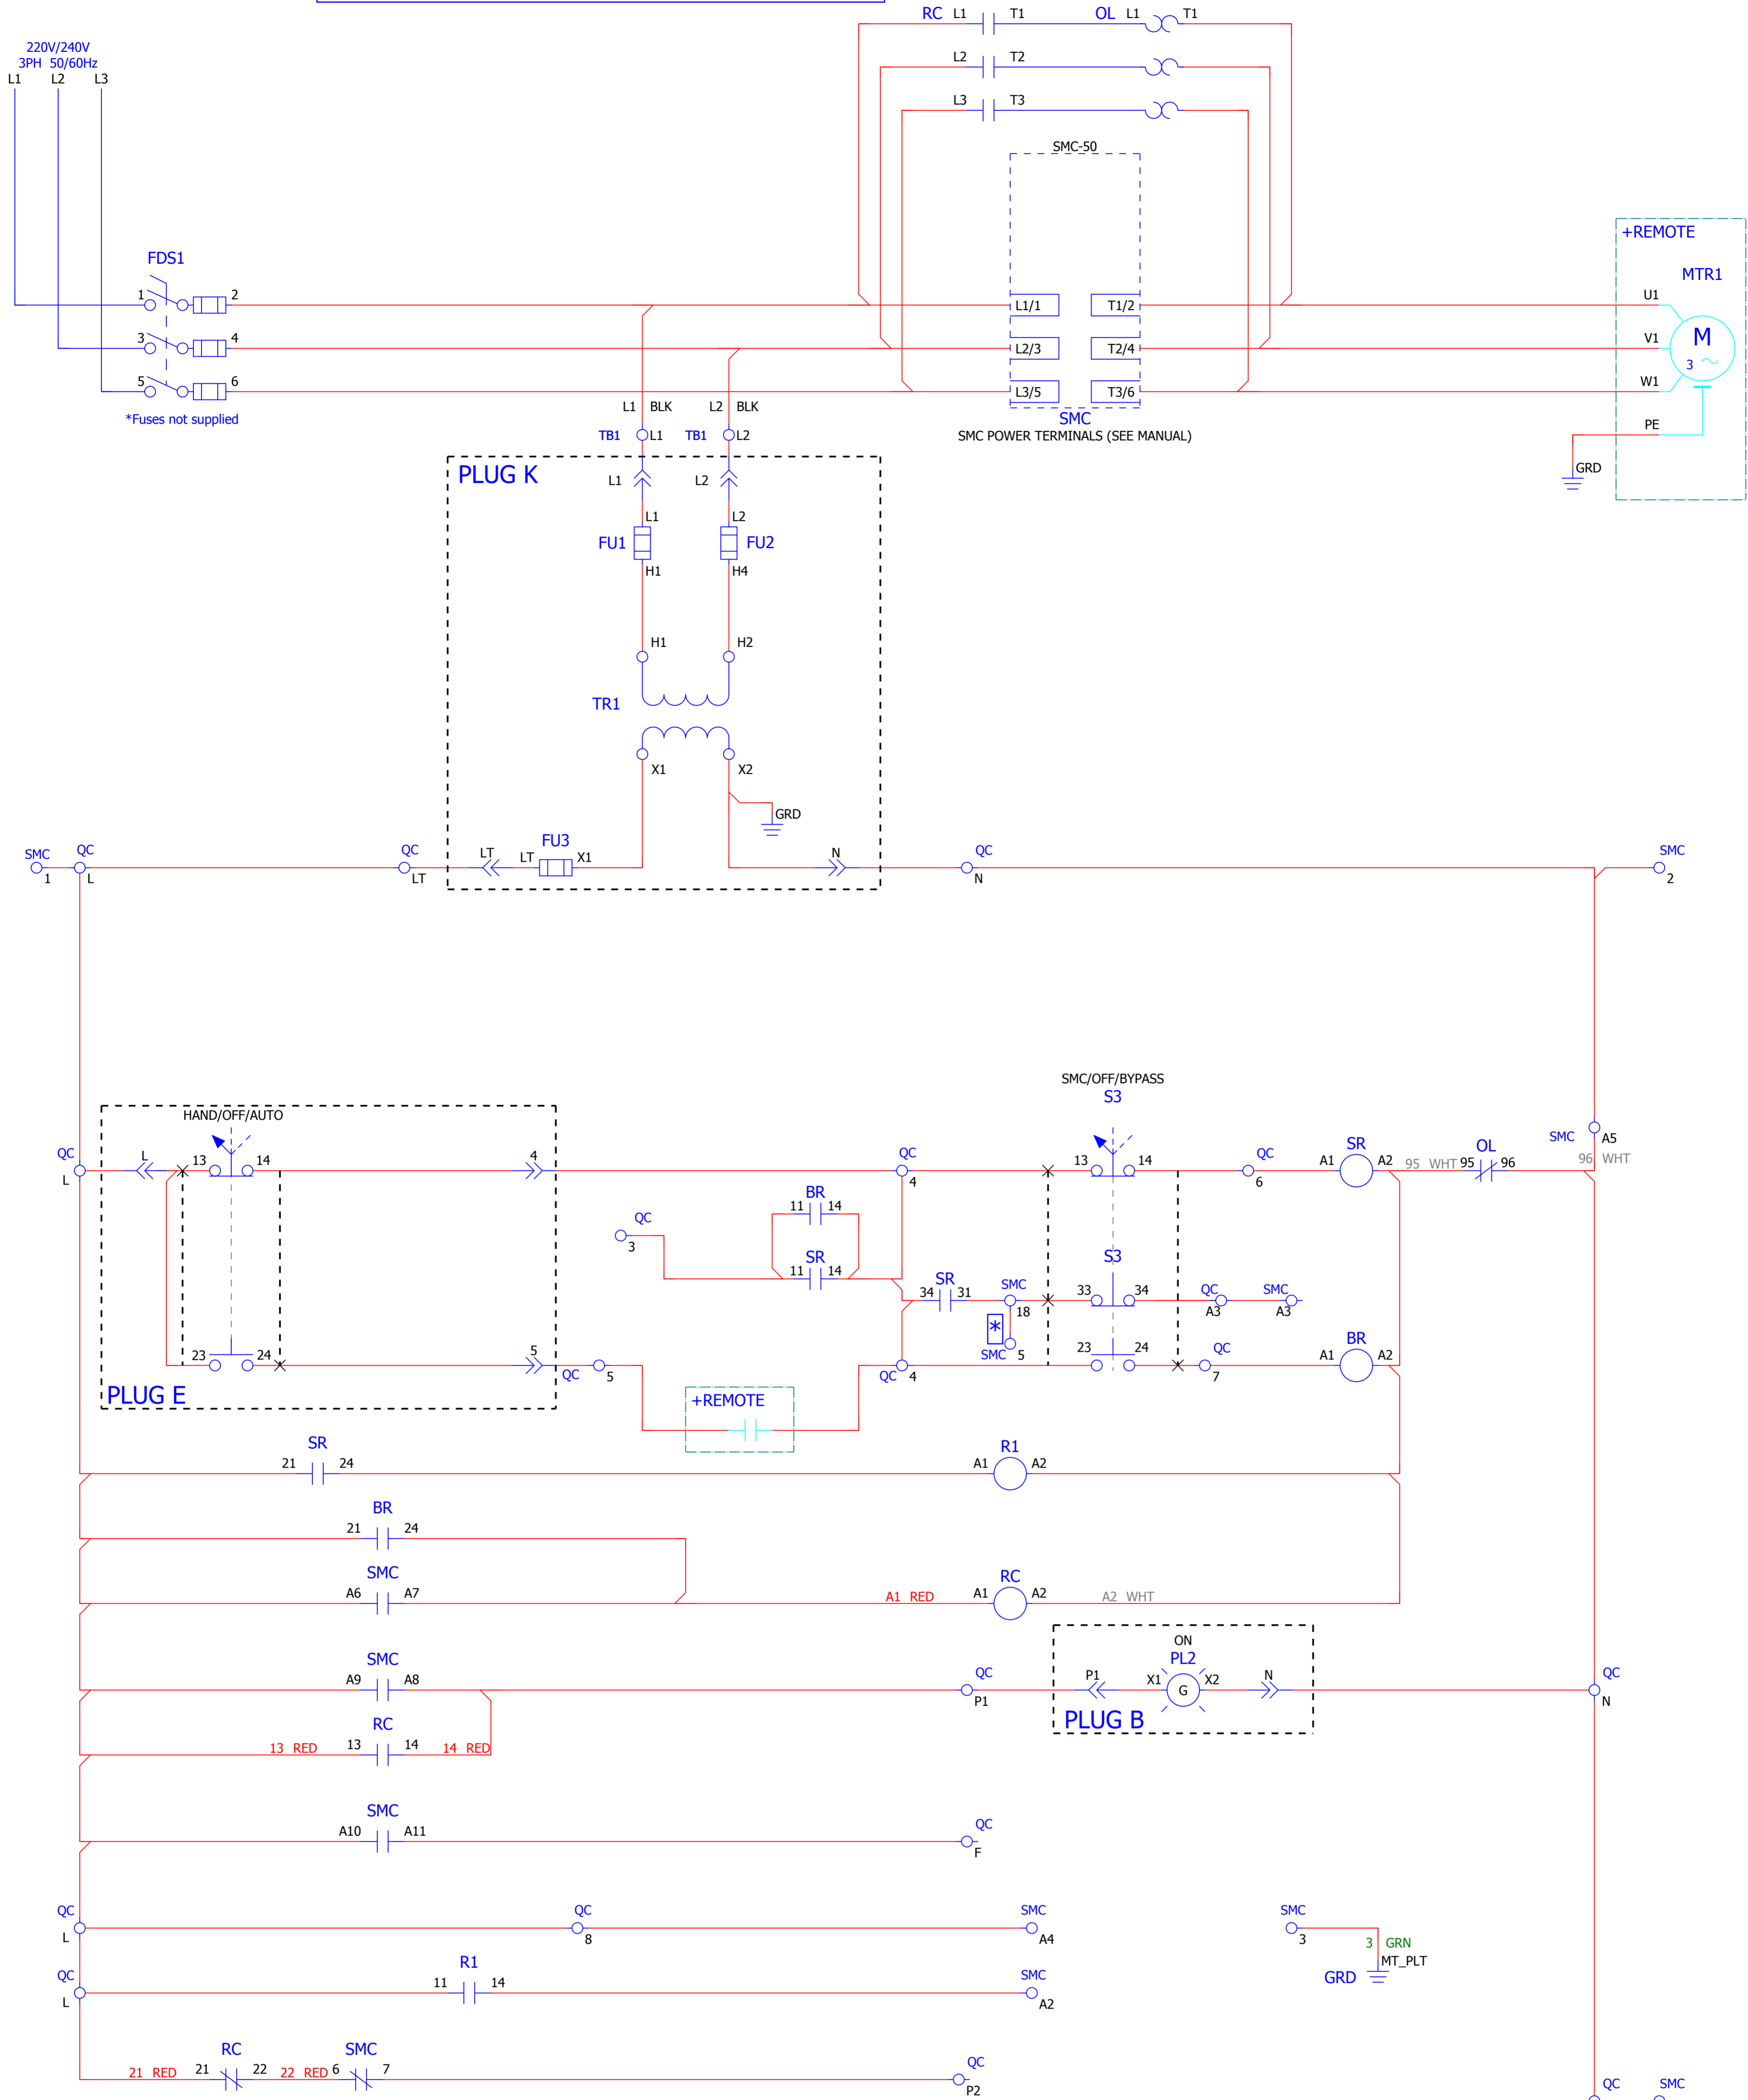 RC L1 T1 OL L1 T1
220V/240V
3PH 50/60Hz
L1 L2 L3
L2 T2
L3 T3
SMC-50
+REMOTE
FDS1
MTR1
1 2 L1/1 T1/2 U1
3 4 L2/3 T2/4 V1 M
3
5 6 L3/5 T3/6 W1
*Fuses not supplied
L1 BLK L2 BLK
SMC
TB1 L1 TB1 L2
SMC POWER TERMINALS (SEE MANUAL)
PE
GRD
PLUG K
L1 L2
L1 L2
FU1 FU2
H1 H4
H1 H2
TR1
X1 X2
GRD
SMC QC QC FU3 QC SMC
LT LT X1 N
1 L LT N 2
SMC/OFF/BYPASS
S3
HAND/OFF/AUTO
QC L 13 14 4 QC 13 14 QC SR SMC A5
A1 A2 95 WHT 95 OL 96 96 WHT
L 4 6
BR
11 14
QC
3
SR
11 14
S3
SR
34 31 SMC 33 34 QC SMC
18 A3 A3
*
SMC 5
23 24 5 23 24 QC BR
A1 A2
QC 5 QC 4 7
PLUG E
+REMOTE
SR R1
21 24 A1 A2
BR
21 24
SMC RC
A6 A7 A1 RED A1 A2 A2 WHT
ON
SMC PL2
A9 A8 QC P1 X1 G X2 N QC
P1 N
PLUG B
RC
13 RED 13 14 14 RED
SMC
A10 A11 QC
F
QC QC SMC SMC
L 8 A4 3
3 GRN
MT_PLT
GRD
QC R1 SMC
11 14
L A2
RC SMC
21 RED 21 22 22 RED 6 7 QC
P2
QC SMC